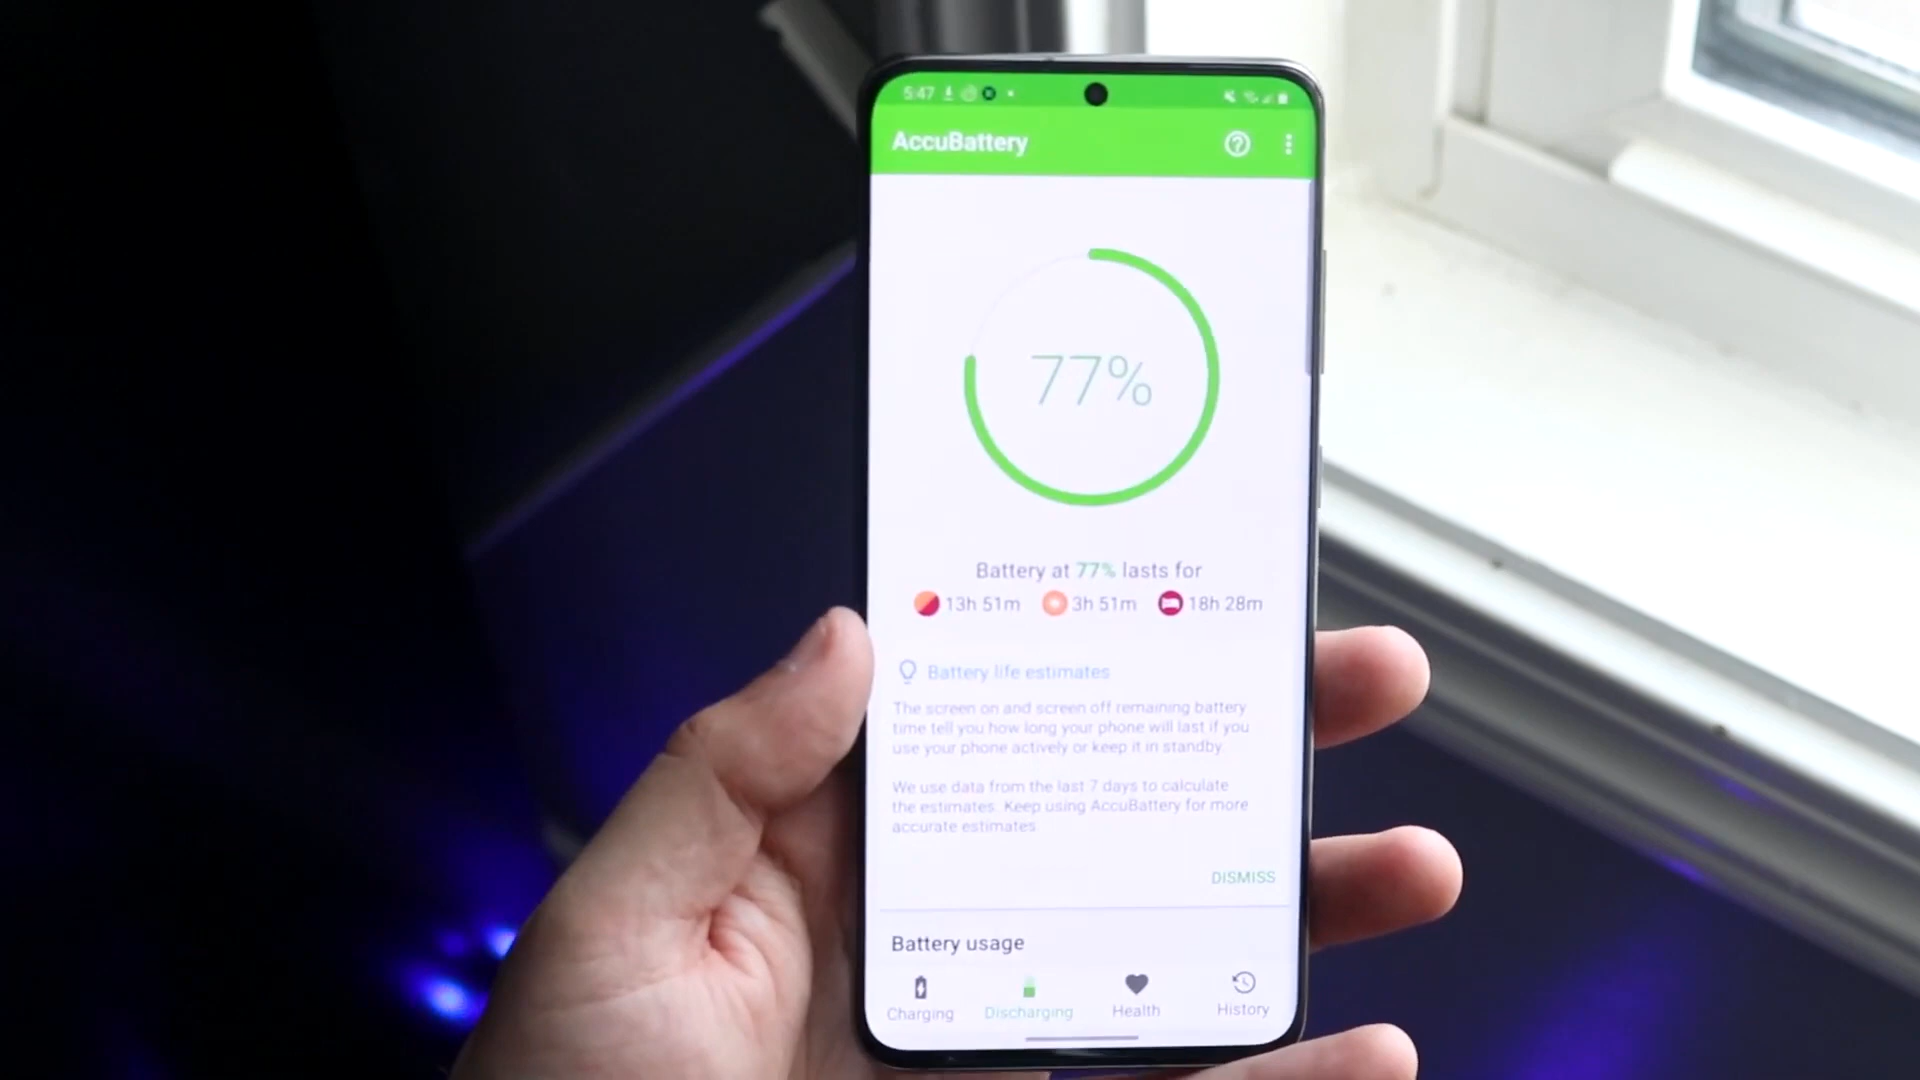 5:47
AccuBattery
77%
Battery at 77% lasts for
13h 51m 3h 51m 18h 28m
Battery life estimates
The screen on and screen off remaining battery
time tell you how long your phone will last if you
use your phone actively or keep it in standby.
We use data from the last 7 days to calculate
the estimates. Keep using AccuBattery for more
accurate estimates.
DISMISS
Battery usage
Charging Discharging Health History